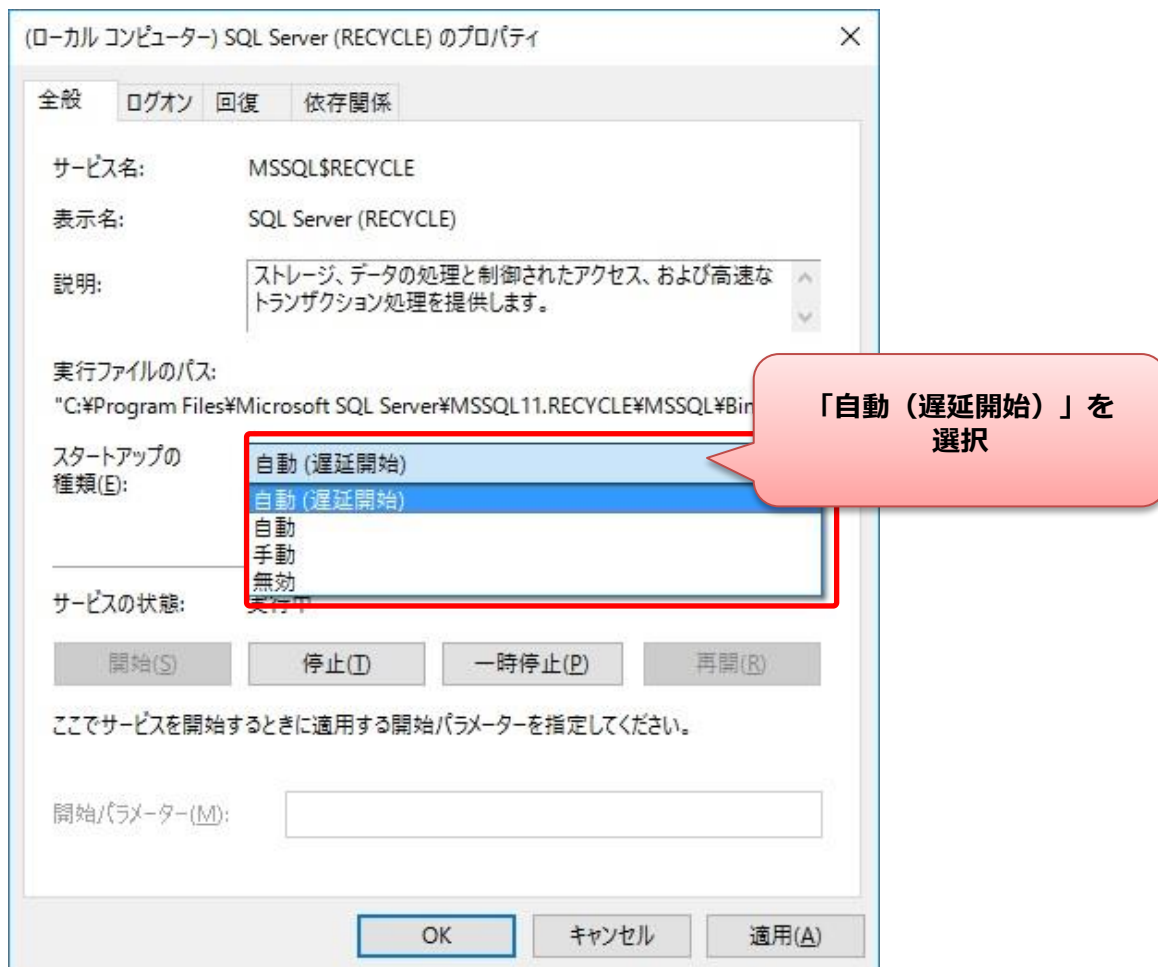 (ローカル コンピューター) SQL Server (RECYCLE) のプロパティ
全般 ログオン 回復 依存関係
サービス名: MSSQL$RECYCLE
表示名: SQL Server (RECYCLE)
説明: ストレージ、データの処理と制御されたアクセス、および高速な
トランザクション処理を提供します。
実行ファイルのパス:
"C:¥Program Files¥Microsoft SQL Server¥MSSQL11.RECYCLE¥MSSQL¥Bin
「自動（遅延開始）」を
選択
スタートアップの
種類(E):
自動 (遅延開始)
自動 (遅延開始)
自動
手動
無効
サービスの状態: 実行中
開始(S) 停止(T) 一時停止(P) 再開(R)
ここでサービスを開始するときに適用する開始パラメーターを指定してください。
開始パラメーター(M):
OK キャンセル 適用(A)